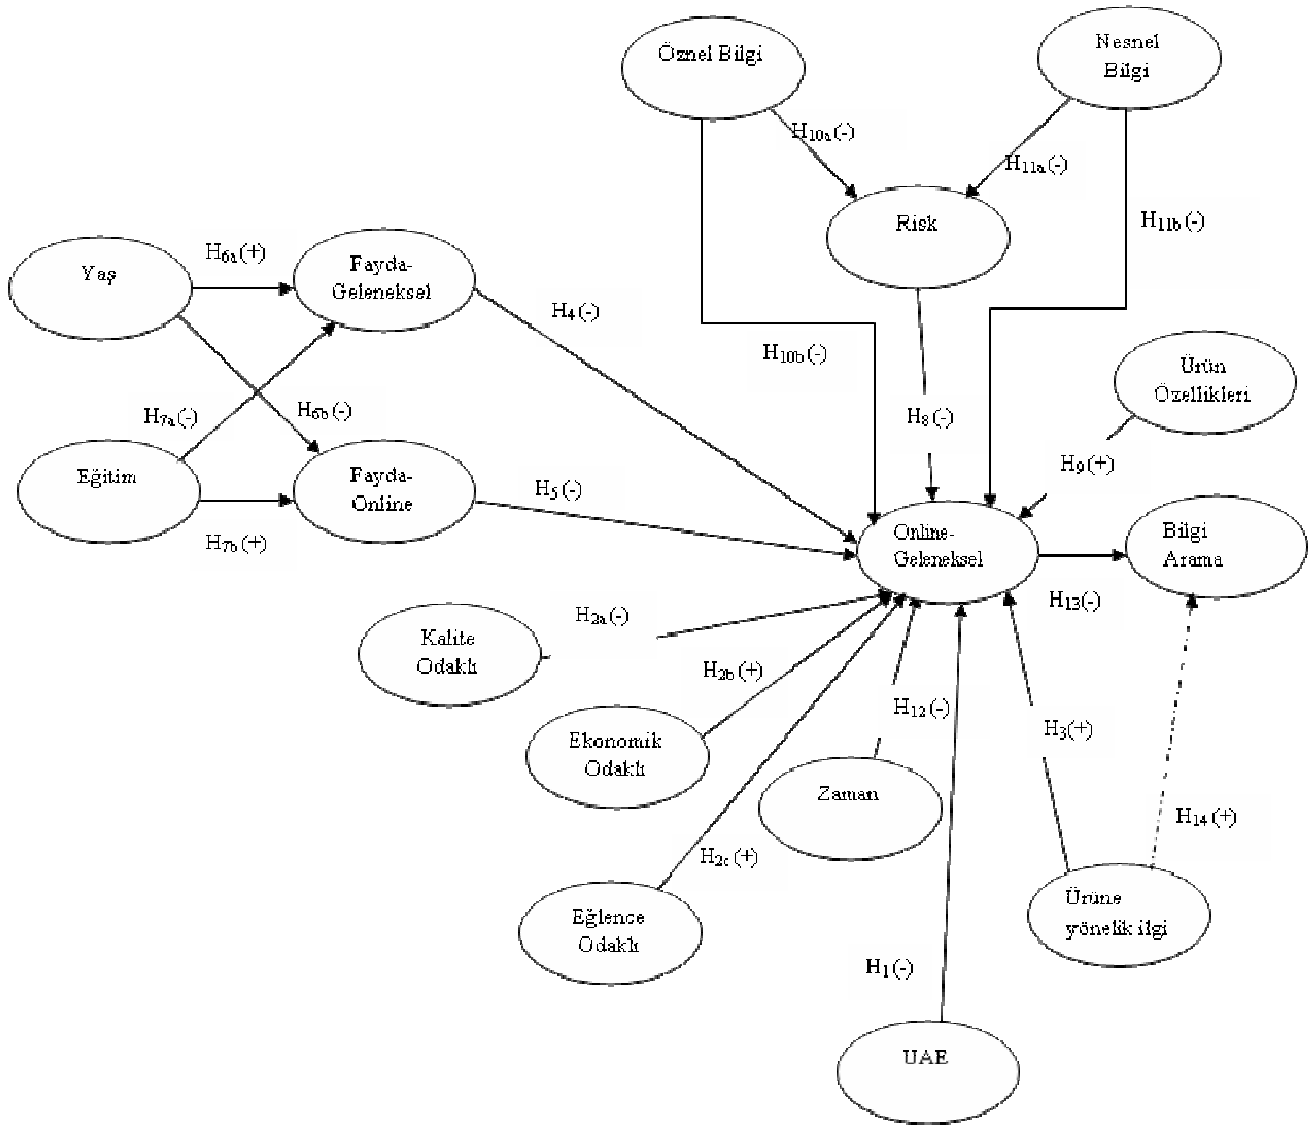 Öznel Bilgi
Nesnel
Bilgi
H10a(-)
H11a(-)
Risk
H11b(-)
Yaş
H6a(+)
Fayda-
Geleneksel
H4(-)
H10b(-)
Ürün
Özellikleri
H7a(-)
H6b(-)
H8(-)
H9(+)
Eğitim
Fayda-
Online
H5(-)
H7b(+)
Online-
Geleneksel
Bilgi
Arama
H13(-)
Kalite
Odaklı
H2a(-)
H2b(+)
H12(-)
H3(+)
Ekonomik
Odaklı
Zaman
H14(+)
H2c(+)
Eğlence
Odaklı
Ürüne
yönelik ilgi
H1(-)
UAE